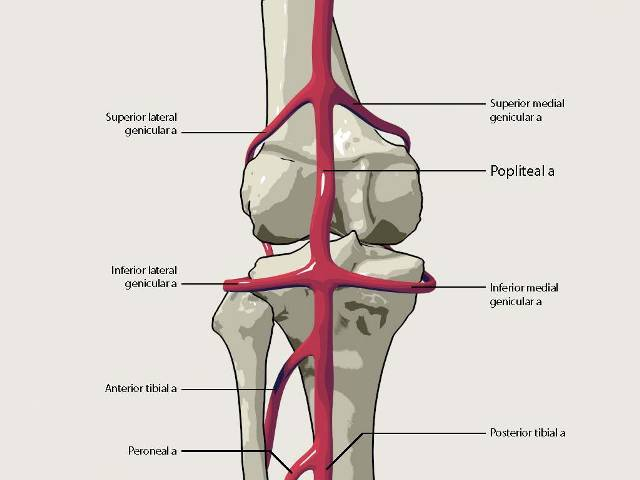 Superior lateral
genicular a
Superior medial
genicular a
Popliteal a
Inferior lateral
genicular a
Inferior medial
genicular a
Anterior tibial a
Posterior tibial a
Peroneal a